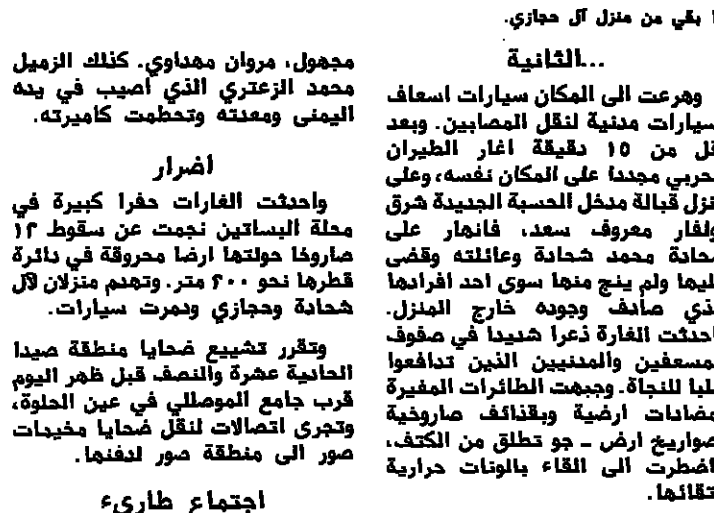 ا بقي من منزل آل حجازي.
...الثانية
وهرعت الى المكان سيارات اسعاف
سيارات مدنية لنقل المصابين. وبعد
قل من ١٥ دقيقة اغار الطيران
حربي مجددا على المكان نفسه، وعلى
نزل قبالة مدخل الحسبة الجديدة شرق
ولفار معروف سعد، فانهار على
حادة محمد شحادة وعائلته وقضى
ليها ولم ينج منها سوى احد افرادها
ذي صادف وجوده خارج المنزل.
احدثت الغارة ذعرا شديدا في صفوف
مسعفين والمدنيين الذين تدافعوا
لبا للنجاة. وجبهت الطائرات المغيرة
مضادات ارضية وبقذائف صاروخية
صواريخ ارض - جو تطلق من الكتف،
اضطرت الى القاء بالونات حرارية
تقائها.
مجهول، مروان مهداوي. كذلك الزميل
محمد الزعتري الذي اصيب في يده
اليمنى ومعدته وتحطمت كاميرته.
اضرار
واحدثت الغارات حفرا كبيرة في
محلة البساتين نجمت عن سقوط ١٢
صاروخا حولتها ارضا محروقة في دائرة
قطرها نحو ٢٠٠ متر. وتهدم منزلان لآل
شحادة وحجازي ودمرت سيارات.
وتقرر تشييع ضحايا منطقة صيدا
الحادية عشرة والنصف قبل ظهر اليوم
قرب جامع الموصللي في عين الحلوة،
وتجرى اتصالات لنقل ضحايا مخيمات
صور الى منطقة صور لدفنها.
اجتماع طارىء